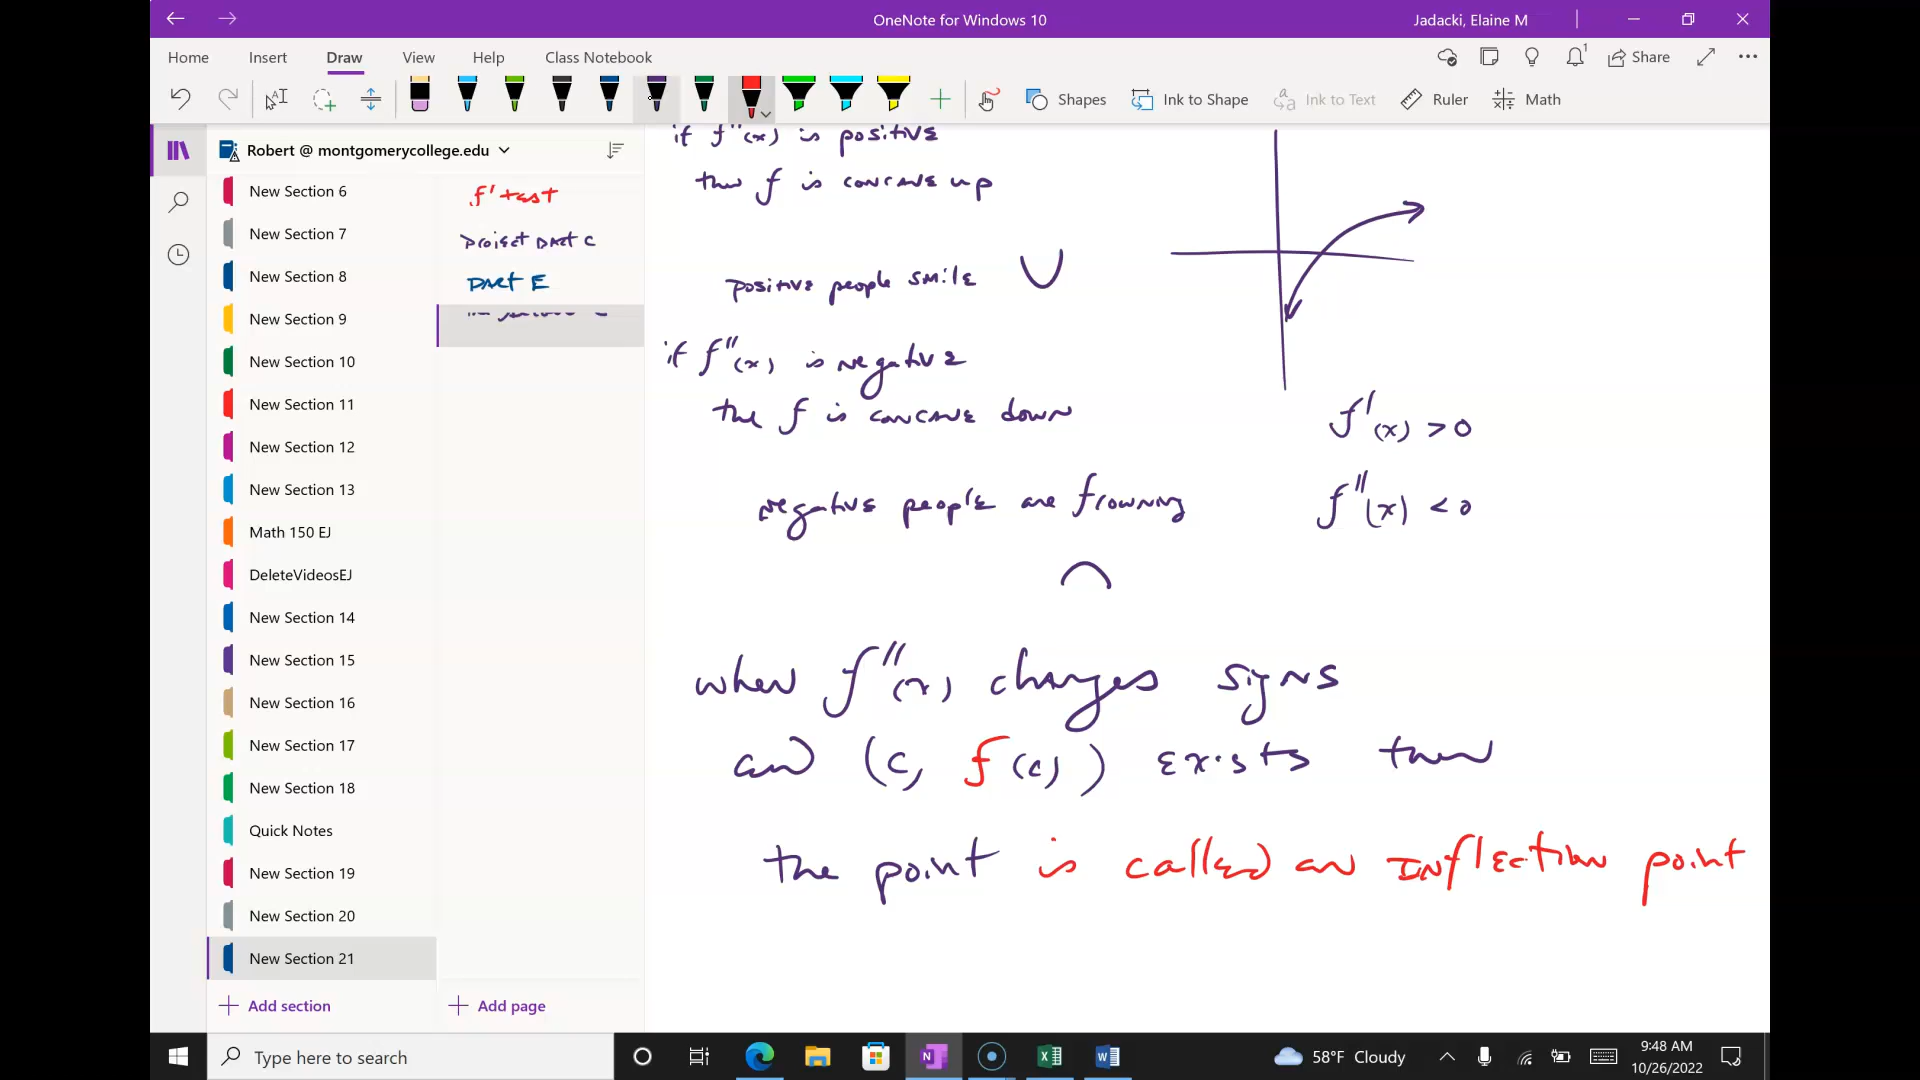 OneNote for Windows 10
Jadacki, Elaine M
Home Insert Draw View Help Class Notebook
1
Share
Shapes
Ink to Shape
Ink to Text
Ruler
Math
Robert @ montgomerycollege.edu
New Section 6
New Section 7
New Section 8
New Section 9
New Section 10
New Section 11
New Section 12
New Section 13
Math 150 EJ
DeleteVideosEJ
New Section 14
New Section 15
New Section 16
New Section 17
New Section 18
Quick Notes
New Section 19
New Section 20
New Section 21
Add section
f' test
Project Part C
Part E
Add page
if f''(x) is positive
then f is concave up
positive people smile
if f''(x) is negative
the f is concave down
negative people are frowning
f'(x) > 0
f''(x) < 0
when f''(x) changes signs
and (c, f(c)) exists then
the point is called an Inflection point
Type here to search
58°F Cloudy
9:48 AM
10/26/2022